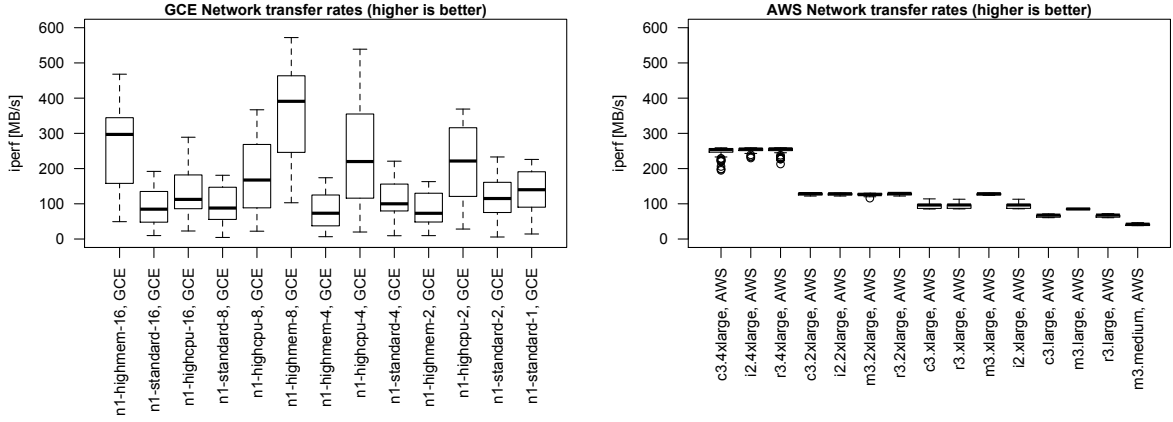 GCE Network transfer rates (higher is better)
iperf [MB/s]
600
500
400
300
200
100
0
n1-highmem-16, GCE
n1-standard-16, GCE
n1-highcpu-16, GCE
n1-standard-8, GCE
n1-highcpu-8, GCE
n1-highmem-8, GCE
n1-highmem-4, GCE
n1-highcpu-4, GCE
n1-standard-4, GCE
n1-highmem-2, GCE
n1-highcpu-2, GCE
n1-standard-2, GCE
n1-standard-1, GCE
AWS Network transfer rates (higher is better)
iperf [MB/s]
600
500
400
300
200
100
0
c3.4xlarge, AWS
i2.4xlarge, AWS
r3.4xlarge, AWS
c3.2xlarge, AWS
i2.2xlarge, AWS
m3.2xlarge, AWS
r3.2xlarge, AWS
c3.xlarge, AWS
r3.xlarge, AWS
m3.xlarge, AWS
i2.xlarge, AWS
c3.large, AWS
m3.large, AWS
r3.large, AWS
m3.medium, AWS